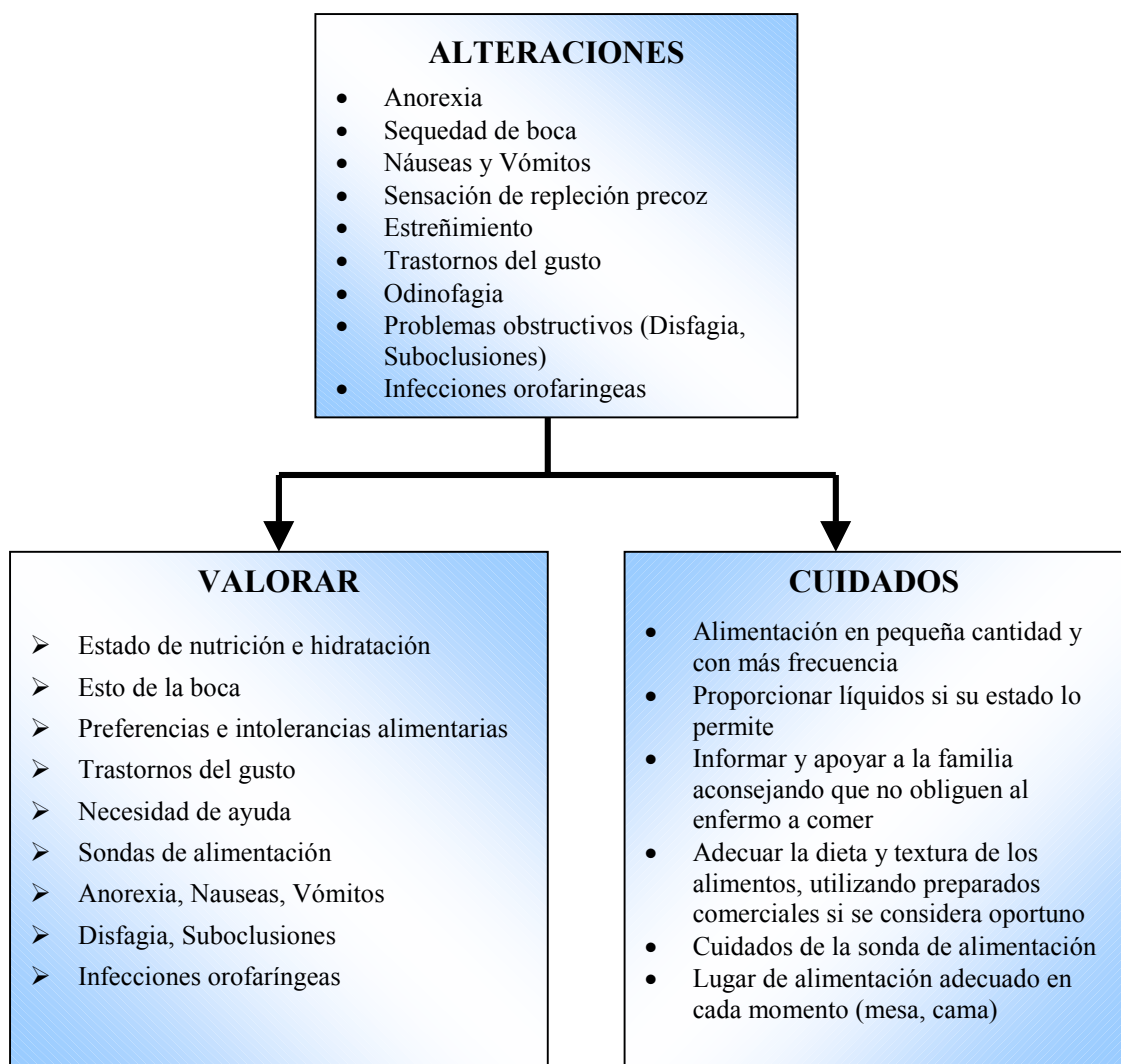 ALTERACIONES
• Anorexia
• Sequedad de boca
• Náuseas y Vómitos
• Sensación de repleción precoz
• Estreñimiento
• Trastornos del gusto
• Odinofagia
• Problemas obstructivos (Disfagia,
Suboclusiones)
• Infecciones orofaringeas
VALORAR
➢ Estado de nutrición e hidratación
➢ Esto de la boca
➢ Preferencias e intolerancias alimentarias
➢ Trastornos del gusto
➢ Necesidad de ayuda
➢ Sondas de alimentación
➢ Anorexia, Nauseas, Vómitos
➢ Disfagia, Suboclusiones
➢ Infecciones orofaríngeas
CUIDADOS
• Alimentación en pequeña cantidad y
con más frecuencia
• Proporcionar líquidos si su estado lo
permite
• Informar y apoyar a la familia
aconsejando que no obliguen al
enfermo a comer
• Adecuar la dieta y textura de los
alimentos, utilizando preparados
comerciales si se considera oportuno
• Cuidados de la sonda de alimentación
• Lugar de alimentación adecuado en
cada momento (mesa, cama)